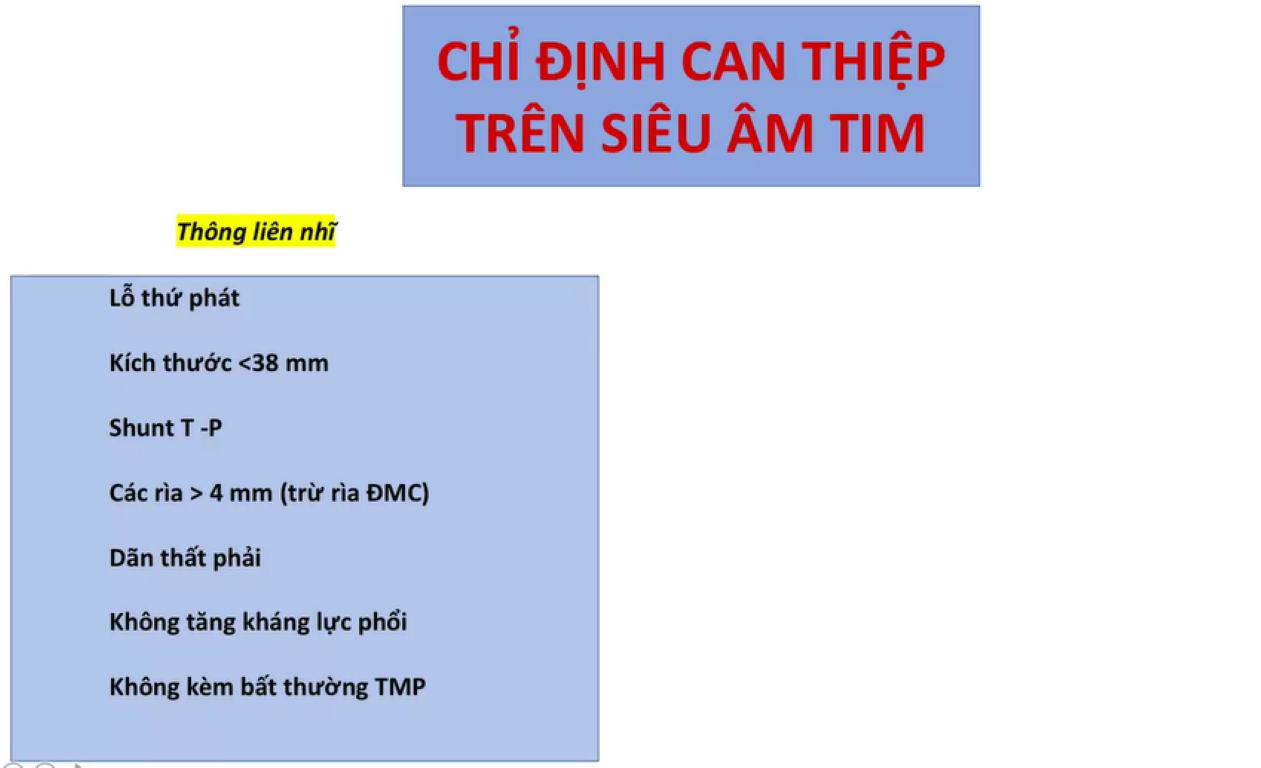 CHỈ ĐỊNH CAN THIỆP
TRÊN SIÊU ÂM TIM
Thông liên nhĩ
Lỗ thứ phát
Kích thước <38 mm
Shunt T -P
Các rìa > 4 mm (trừ rìa ĐMC)
Dãn thất phải
Không tăng kháng lực phổi
Không kèm bất thường TMP